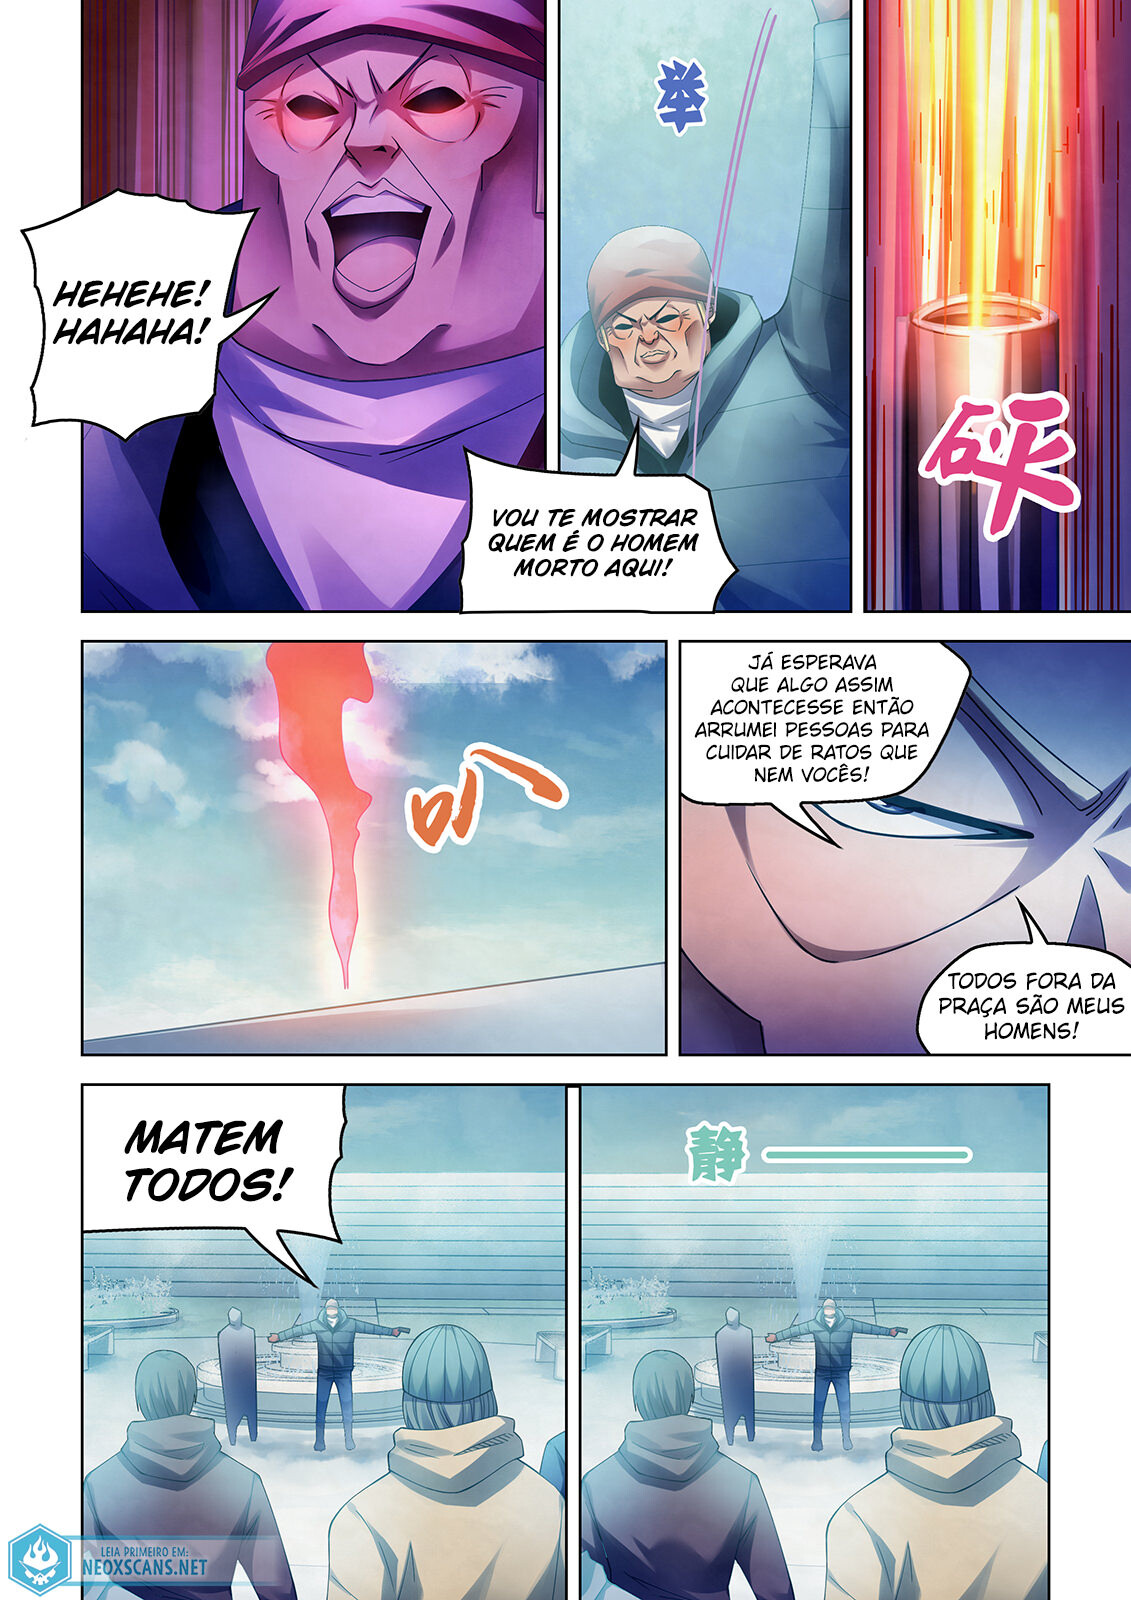 HEHEHE!
HAHAHA!
举
VOU TE MOSTRAR
QUEM É O HOMEM
MORTO AQUI!
砰
叭
JÁ ESPERAVA
QUE ALGO ASSIM
ACONTECESSE ENTÃO
ARRUMEI PESSOAS PARA
CUIDAR DE RATOS QUE
NEM VOCÊS!
TODOS FORA DA
PRAÇA SÃO MEUS
HOMENS!
MATEM
TODOS!
静
LEIA PRIMEIRO EM:
NEOXSCANS.NET